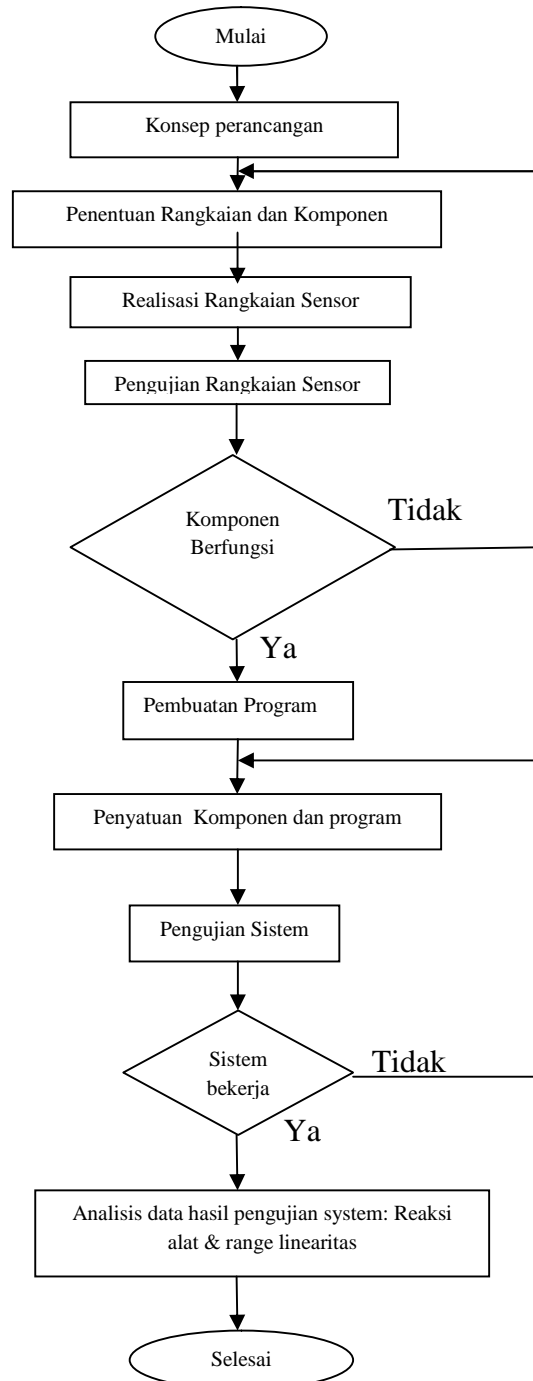 Mulai
Konsep perancangan
Penentuan Rangkaian dan Komponen
Realisasi Rangkaian Sensor
Pengujian Rangkaian Sensor
Komponen
Berfungsi
Tidak
Ya
Pembuatan Program
Penyatuan Komponen dan program
Pengujian Sistem
Sistem
bekerja
Tidak
Ya
Analisis data hasil pengujian system: Reaksi
alat & range linearitas
Selesai